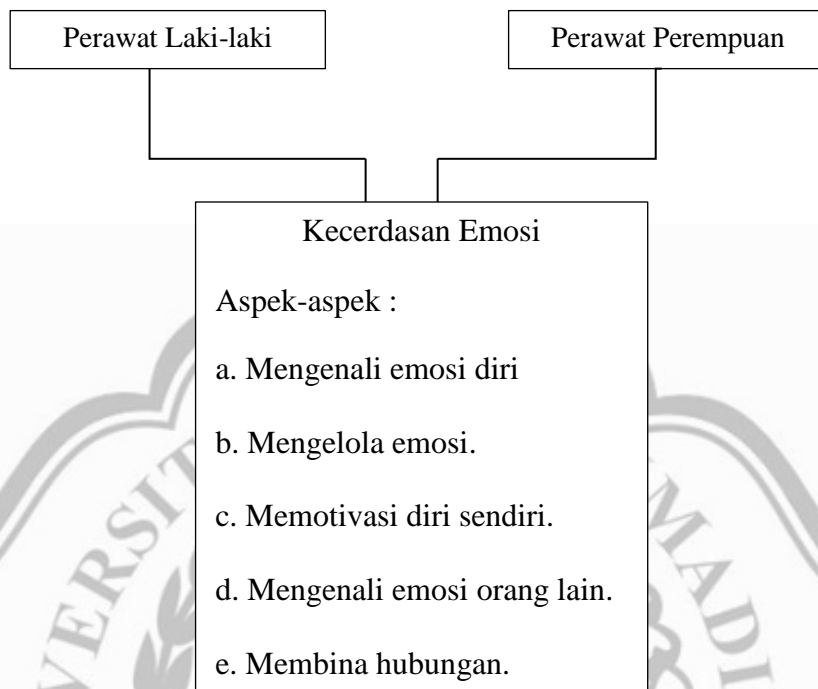 Perawat Laki-laki
Perawat Perempuan
Kecerdasan Emosi
Aspek-aspek :
a. Mengenali emosi diri
b. Mengelola emosi.
c. Memotivasi diri sendiri.
d. Mengenali emosi orang lain.
e. Membina hubungan.